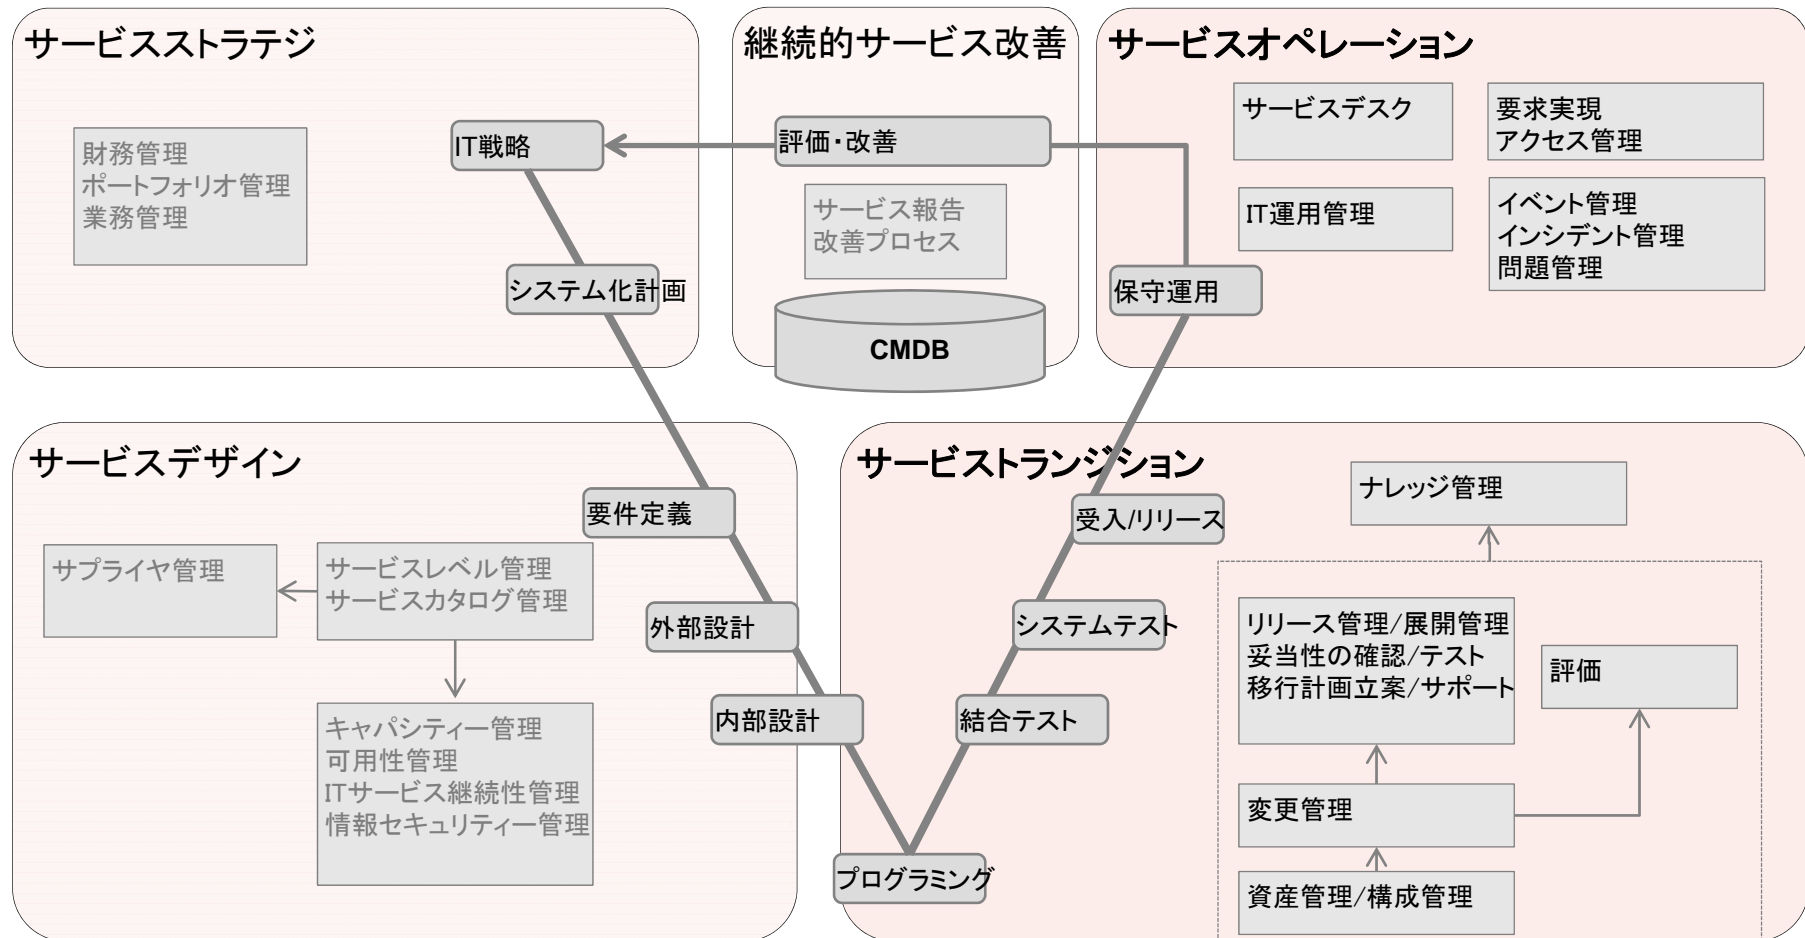 サービスストラテジ
IT戦略
財務管理
ポートフォリオ管理
業務管理
システム化計画
継続的サービス改善
評価・改善
サービス報告
改善プロセス
CMDB
サービスオペレーション
サービスデスク
要求実現
アクセス管理
IT運用管理
イベント管理
インシデント管理
問題管理
保守運用
サービスデザイン
要件定義
サプライヤ管理
サービスレベル管理
サービスカタログ管理
外部設計
内部設計
キャパシティー管理
可用性管理
ITサービス継続性管理
情報セキュリティー管理
プログラミング
サービストランジション
ナレッジ管理
受入/リリース
システムテスト
結合テスト
リリース管理/展開管理
妥当性の確認/テスト
移行計画立案/サポート
評価
変更管理
資産管理/構成管理